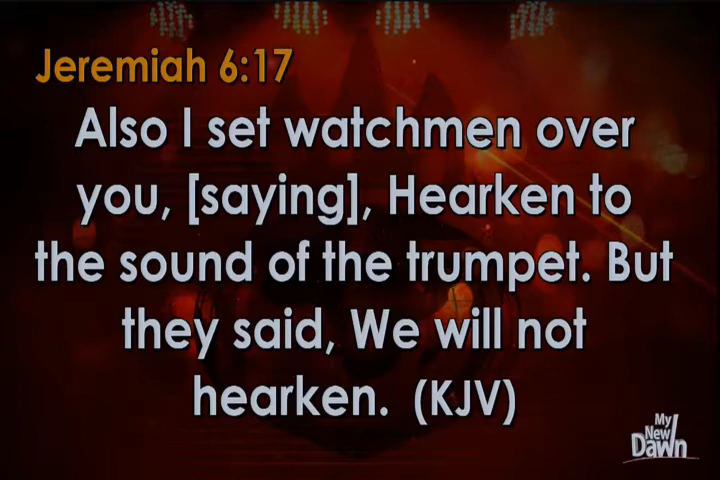 Jeremiah 6:17
Also I set watchmen over
you, [saying], Hearken to
the sound of the trumpet. But
they said, We will not
hearken. (KJV)
My
New
Dawn